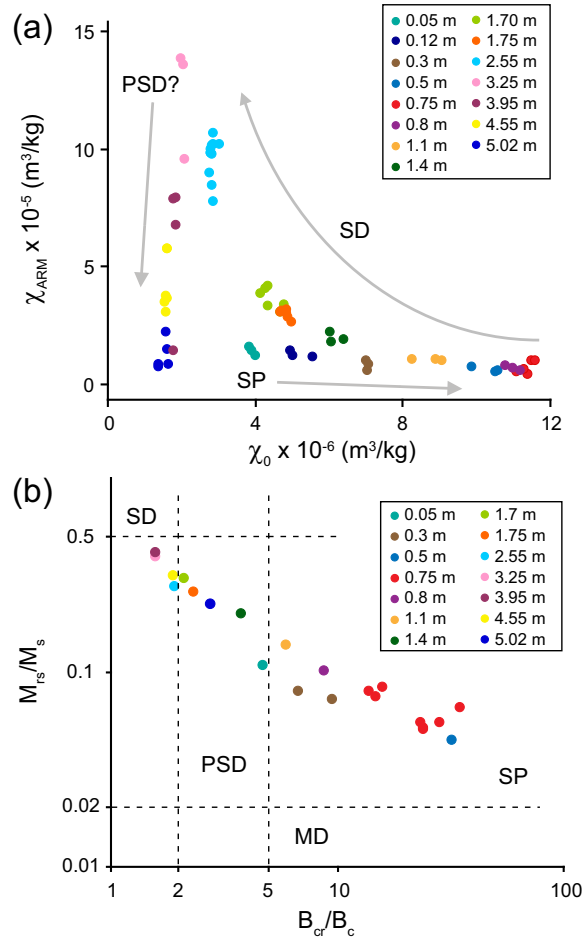 (a)
15
10
5
0
χARM x 10-5 (m3/kg)
PSD?
SD
SP
0.05 m
0.12 m
0.3 m
0.5 m
0.75 m
0.8 m
1.1 m
1.4 m
1.70 m
1.75 m
2.55 m
3.25 m
3.95 m
4.55 m
5.02 m
0 4 8 12
χ0 x 10-6 (m3/kg)
(b)
SD
0.5
0.1
0.02
0.01
Mrs/Ms
0.05 m
0.3 m
0.5 m
0.75 m
0.8 m
1.1 m
1.4 m
1.7 m
1.75 m
2.55 m
3.25 m
3.95 m
4.55 m
5.02 m
PSD
SP
MD
1 2 5 10 100
Bcr/Bc